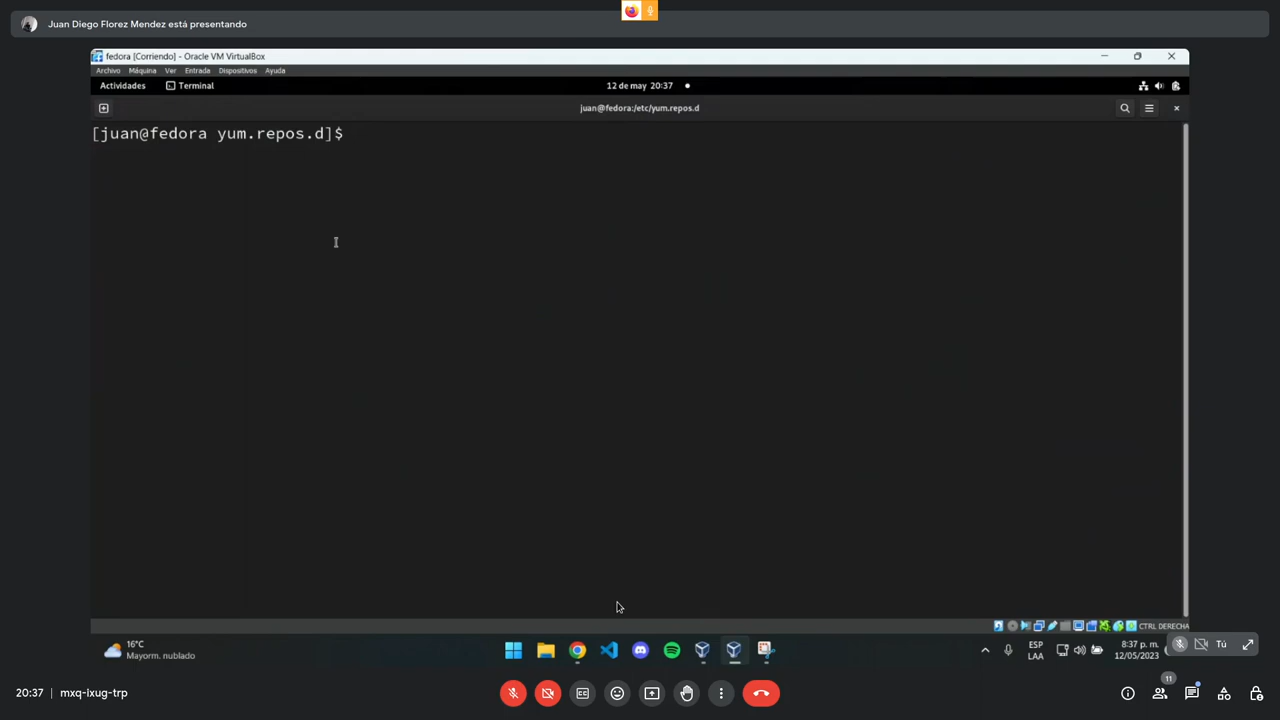 Juan Diego Florez Mendez está presentando
fedora [Corriendo] - Oracle VM VirtualBox
Archivo Máquina Ver Entrada Dispositivos Ayuda
Actividades Terminal 12 de may 20:37
juan@fedora:/etc/yum.repos.d
[juan@fedora yum.repos.d]$
CTRL DERECHA
16°C
Mayorm. nublado
ESP
LAA
8:37 p. m.
12/05/2023
Tú
20:37 | mxq-ixug-trp
11